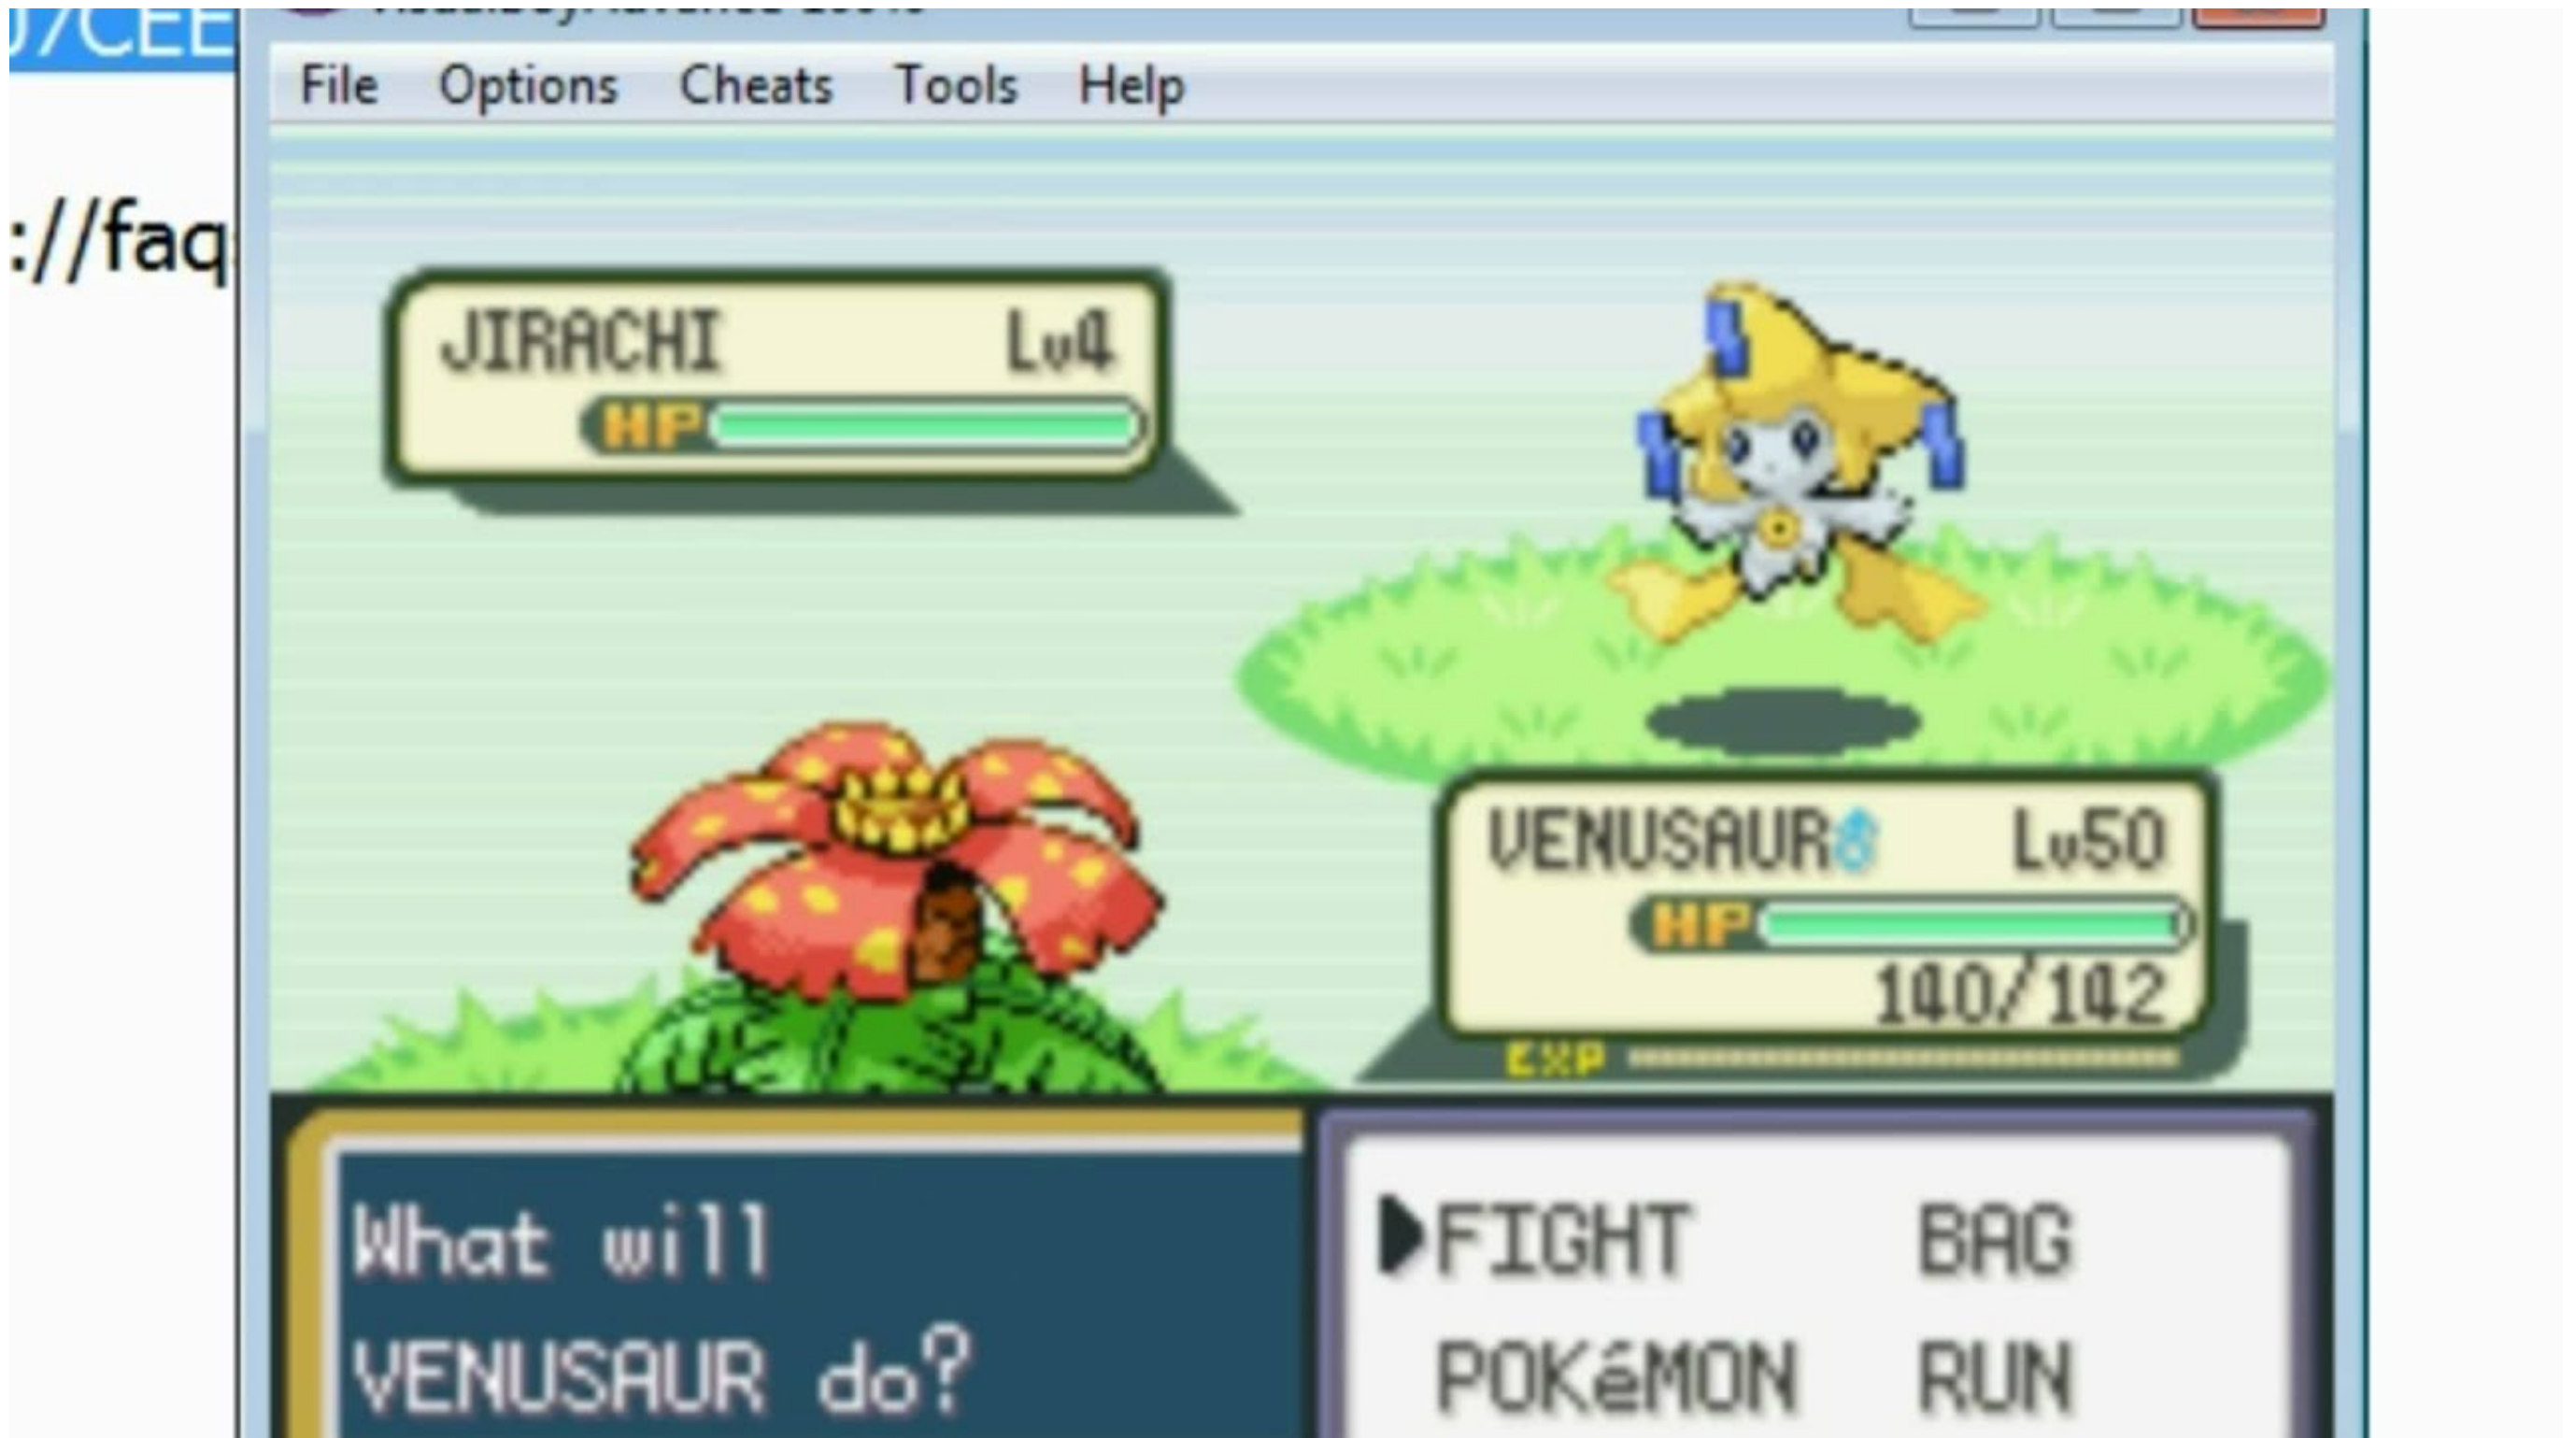 File Options Cheats Tools Help
://faq
JIRACHI Lv4
HP
VENUSAUR♂ Lv50
HP
140/142
EXP
What will
VENUSAUR do?
▶FIGHT BAG
POKéMON RUN